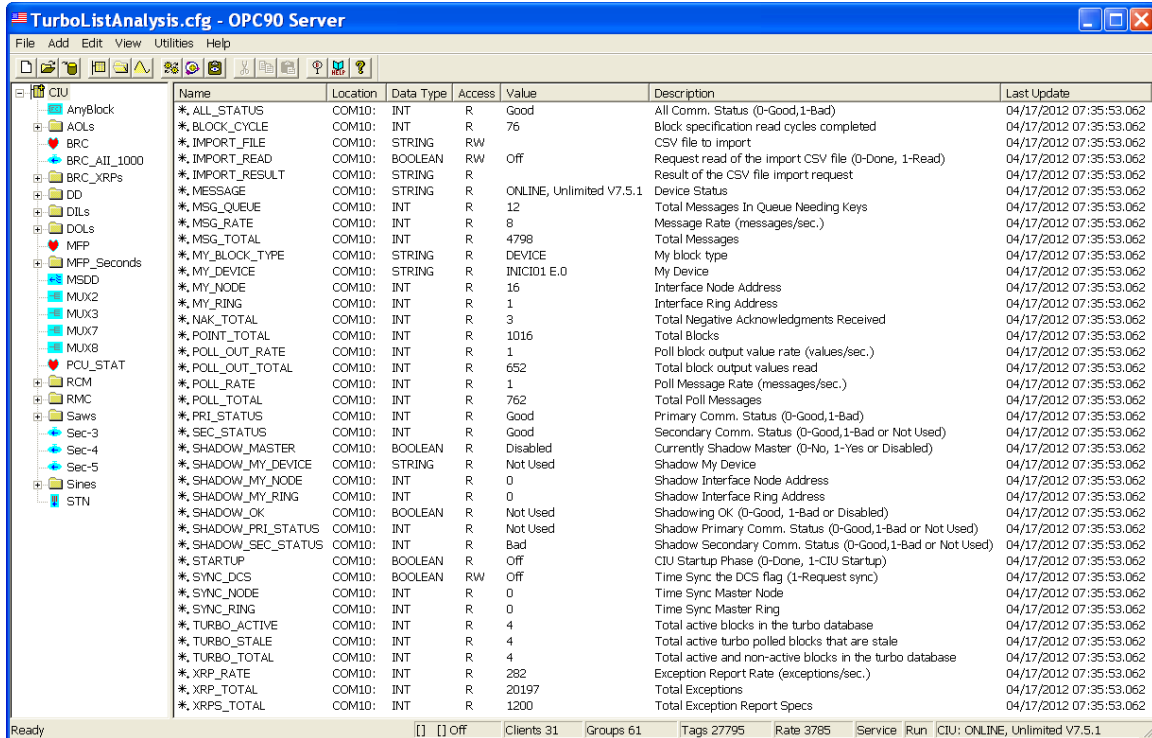 TurboListAnalysis.cfg - OPC90 Server
File Add Edit View Utilities Help
HELP
CIU
AnyBlock
AOLs
BRC
BRC_AII_1000
BRC_XRPs
DD
DILs
DOLs
MFP
MFP_Seconds
MSDD
MUX2
MUX3
MUX7
MUX8
PCU_STAT
RCM
RMC
Saws
Sec-3
Sec-4
Sec-5
Sines
STN
Name Location Data Type Access Value Description Last Update
*, ALL_STATUS COM10: INT R Good All Comm. Status (0-Good,1-Bad) 04/17/2012 07:35:53.062
*, BLOCK_CYCLE COM10: INT R 76 Block specification read cycles completed 04/17/2012 07:35:53.062
*, IMPORT_FILE COM10: STRING RW CSV file to import 04/17/2012 07:35:53.062
*, IMPORT_READ COM10: BOOLEAN RW Off Request read of the import CSV file (0-Done, 1-Read) 04/17/2012 07:35:53.062
*, IMPORT_RESULT COM10: STRING R Result of the CSV file import request 04/17/2012 07:35:53.062
*, MESSAGE COM10: STRING R ONLINE, Unlimited V7.5.1 Device Status 04/17/2012 07:35:53.062
*, MSG_QUEUE COM10: INT R 12 Total Messages In Queue Needing Keys 04/17/2012 07:35:53.062
*, MSG_RATE COM10: INT R 8 Message Rate (messages/sec.) 04/17/2012 07:35:53.062
*, MSG_TOTAL COM10: INT R 4798 Total Messages 04/17/2012 07:35:53.062
*, MY_BLOCK_TYPE COM10: STRING R DEVICE My block type 04/17/2012 07:35:53.062
*, MY_DEVICE COM10: STRING R INICI01 E.0 My Device 04/17/2012 07:35:53.062
*, MY_NODE COM10: INT R 16 Interface Node Address 04/17/2012 07:35:53.062
*, MY_RING COM10: INT R 1 Interface Ring Address 04/17/2012 07:35:53.062
*, NAK_TOTAL COM10: INT R 3 Total Negative Acknowledgments Received 04/17/2012 07:35:53.062
*, POINT_TOTAL COM10: INT R 1016 Total Blocks 04/17/2012 07:35:53.062
*, POLL_OUT_RATE COM10: INT R 1 Poll block output value rate (values/sec.) 04/17/2012 07:35:53.062
*, POLL_OUT_TOTAL COM10: INT R 652 Total block output values read 04/17/2012 07:35:53.062
*, POLL_RATE COM10: INT R 1 Poll Message Rate (messages/sec.) 04/17/2012 07:35:53.062
*, POLL_TOTAL COM10: INT R 762 Total Poll Messages 04/17/2012 07:35:53.062
*, PRI_STATUS COM10: INT R Good Primary Comm. Status (0-Good,1-Bad) 04/17/2012 07:35:53.062
*, SEC_STATUS COM10: INT R Good Secondary Comm. Status (0-Good,1-Bad or Not Used) 04/17/2012 07:35:53.062
*, SHADOW_MASTER COM10: BOOLEAN R Disabled Currently Shadow Master (0-No, 1-Yes or Disabled) 04/17/2012 07:35:53.062
*, SHADOW_MY_DEVICE COM10: STRING R Not Used Shadow My Device 04/17/2012 07:35:53.062
*, SHADOW_MY_NODE COM10: INT R 0 Shadow Interface Node Address 04/17/2012 07:35:53.062
*, SHADOW_MY_RING COM10: INT R 0 Shadow Interface Ring Address 04/17/2012 07:35:53.062
*, SHADOW_OK COM10: BOOLEAN R Not Used Shadowing OK (0-Good, 1-Bad or Disabled) 04/17/2012 07:35:53.062
*, SHADOW_PRI_STATUS COM10: INT R Not Used Shadow Primary Comm. Status (0-Good,1-Bad or Not Used) 04/17/2012 07:35:53.062
*, SHADOW_SEC_STATUS COM10: INT R Bad Shadow Secondary Comm. Status (0-Good,1-Bad or Not Used) 04/17/2012 07:35:53.062
*, STARTUP COM10: BOOLEAN R Off CIU Startup Phase (0-Done, 1-CIU Startup) 04/17/2012 07:35:53.062
*, SYNC_DCS COM10: BOOLEAN RW Off Time Sync the DCS flag (1-Request sync) 04/17/2012 07:35:53.062
*, SYNC_NODE COM10: INT R 0 Time Sync Master Node 04/17/2012 07:35:53.062
*, SYNC_RING COM10: INT R 0 Time Sync Master Ring 04/17/2012 07:35:53.062
*, TURBO_ACTIVE COM10: INT R 4 Total active blocks in the turbo database 04/17/2012 07:35:53.062
*, TURBO_STALE COM10: INT R 4 Total active turbo polled blocks that are stale 04/17/2012 07:35:53.062
*, TURBO_TOTAL COM10: INT R 4 Total active and non-active blocks in the turbo database 04/17/2012 07:35:53.062
*, XRP_RATE COM10: INT R 282 Exception Report Rate (exceptions/sec.) 04/17/2012 07:35:53.062
*, XRP_TOTAL COM10: INT R 20197 Total Exceptions 04/17/2012 07:35:53.062
*, XRPS_TOTAL COM10: INT R 1200 Total Exception Report Specs 04/17/2012 07:35:53.062
Ready [] [] Off Clients 31 Groups 61 Tags 27795 Rate 3785 Service Run CIU: ONLINE, Unlimited V7.5.1